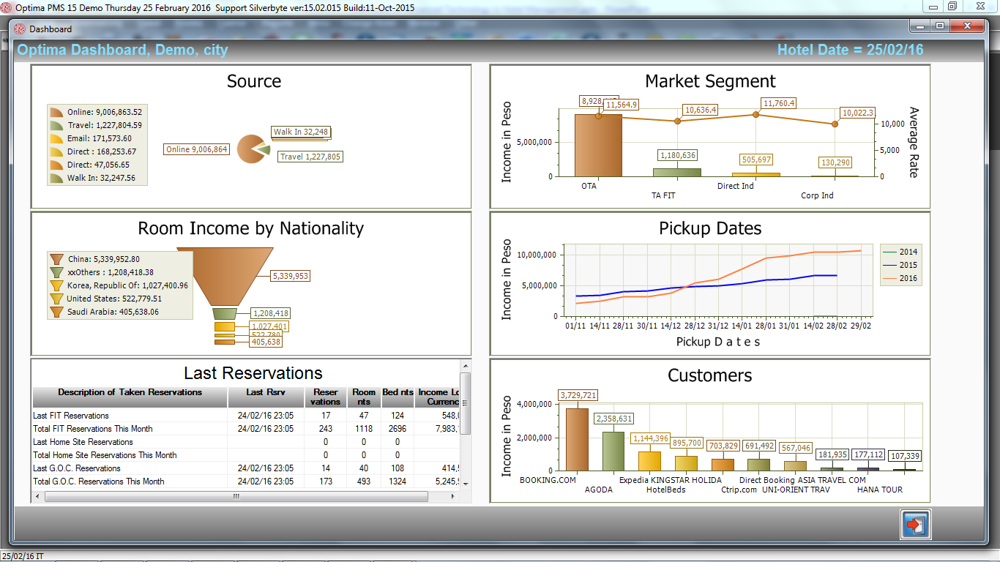 Optima PMS 15 Demo Thursday 25 February 2016 Support Silverbyte ver:15.02.015 Build:11-Oct-2015
Dashboard
Optima Dashboard, Demo, city
Hotel Date = 25/02/16
Source
Online: 9,006,863.52
Travel: 1,227,804.59
Email: 171,573.60
Direct : 168,253.67
Direct: 47,056.65
Walk In: 32,247.56
Online 9,006,864
Walk In 32,248
Travel 1,227,805
Market Segment
Income in Peso
5,000,000
0
8,928,
11,564.9
10,636.4
11,760.4
10,022.3
1,180,636
505,697
130,290
10,000
5,000
0
Average Rate
OTA
TA FIT
Direct Ind
Corp Ind
Room Income by Nationality
China: 5,339,952.80
xxOthers : 1,208,418.38
Korea, Republic Of: 1,027,400.96
United States: 522,779.51
Saudi Arabia: 405,638.06
5,339,953
1,208,418
1,027,401
522,780
405,638
Pickup Dates
Income in Peso
10,000,000
5,000,000
0
01/11 14/11 28/11 30/11 14/12 28/12 31/12 14/01 28/01 31/01 14/02 28/02 29/02
Pickup D a t e s
2014
2015
2016
Last Reservations
Description of Taken Reservations Last Rsrv Reser vations Room nts Bed nts Income Lo Currenc
Last FIT Reservations 24/02/16 23:05 17 47 124 548,0
Total FIT Reservations This Month 24/02/16 23:05 243 1118 2696 7,983,
Last Home Site Reservations 0 0 0
Total Home Site Reservations This Month 0 0 0
Last G.O.C. Reservations 24/02/16 23:05 14 40 108 414,5
Total G.O.C. Reservations This Month 24/02/16 23:05 173 493 1324 5,245,9
Customers
Income in Peso
4,000,000
2,000,000
0
3,729,721
2,358,631
1,144,396
895,700
703,829
691,492
567,046
181,935
177,112
107,339
BOOKING.COM Expedia KINGSTAR HOLIDA Direct Booking ASIA TRAVEL COM
AGODA HotelBeds Ctrip.com UNI-ORIENT TRAV HANA TOUR
25/02/16 IT